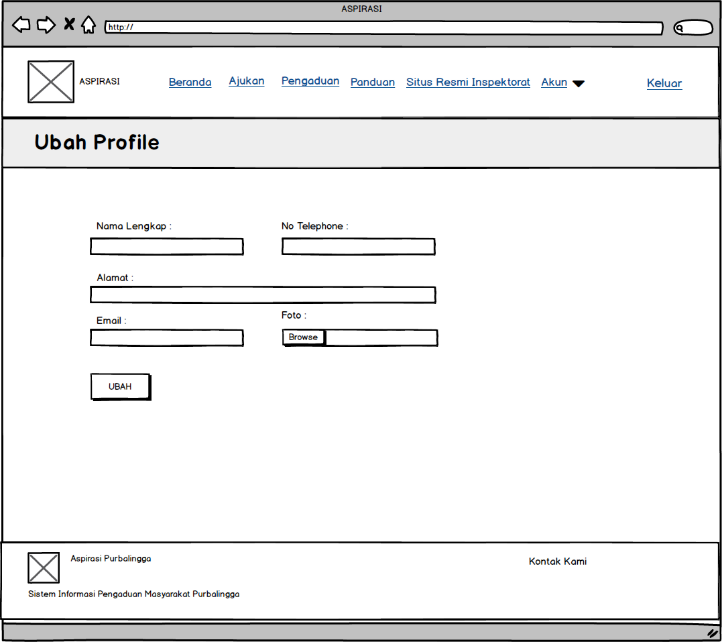 ASPIRASI
http://
ASPIRASI Beranda Ajukan Pengaduan Panduan Situs Resmi Inspektorat Akun Keluar
Ubah Profile
Nama Lengkap : No Telephone :
Alamat :
Email : Foto :
Browse
UBAH
Aspirasi Purbalingga Kontak Kami
Sistem Informasi Pengaduan Masyarakat Purbalingga